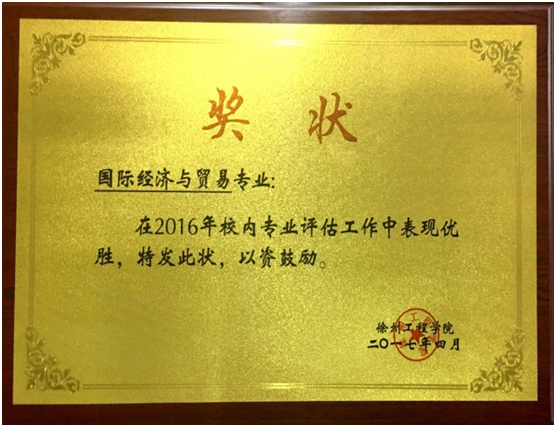 奖 状
国际经济与贸易专业:
在2016年校内专业评估工作中表现优
胜，特发此状，以资鼓励。
徐州工程学院
二〇一七年四月